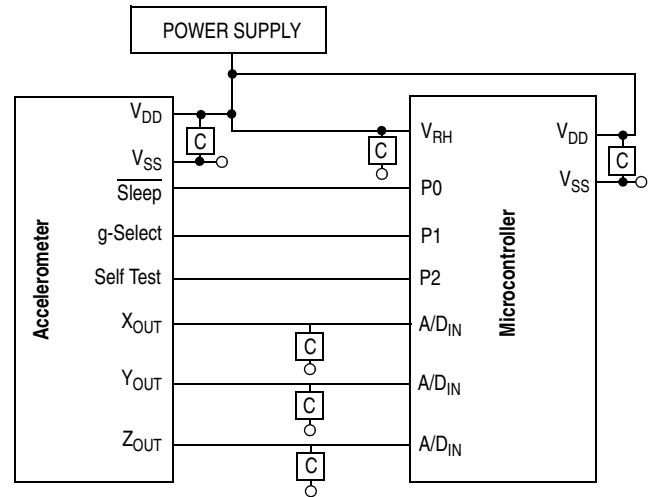 POWER SUPPLY
Accelerometer
V_DD
C
V_SS
Sleep
g-Select
Self Test
X_OUT
Y_OUT
Z_OUT
C
C
C
C
Microcontroller
V_RH
P0
P1
P2
A/D_IN
A/D_IN
A/D_IN
V_DD
C
V_SS